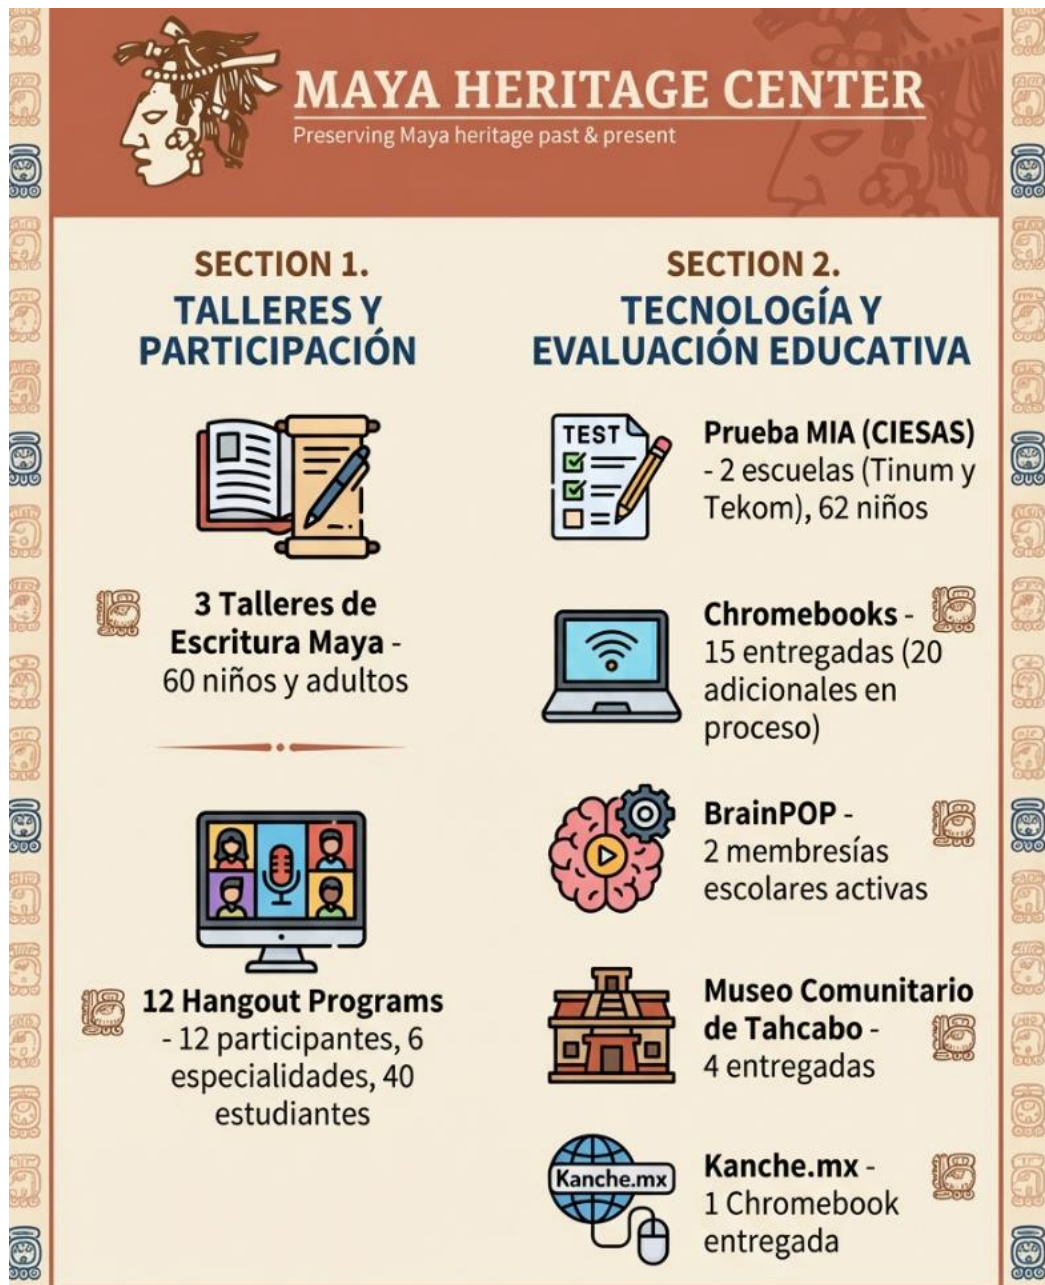 MAYA HERITAGE CENTER
Preserving Maya heritage past & present
SECTION 1.
TALLERES Y
PARTICIPACIÓN
3 Talleres de
Escritura Maya -
60 niños y adultos
12 Hangout Programs
- 12 participantes, 6
especialidades, 40
estudiantes
SECTION 2.
TECNOLOGÍA Y
EVALUACIÓN EDUCATIVA
TEST
Prueba MIA (CIESAS)
- 2 escuelas (Tinum y
Tekom), 62 niños
Chromebooks -
15 entregadas (20
adicionales en
proceso)
BrainPOP -
2 membresías
escolares activas
Museo Comunitario
de Tahcabo -
4 entregadas
Kanche.mx
Kanche.mx -
1 Chromebook
entregada